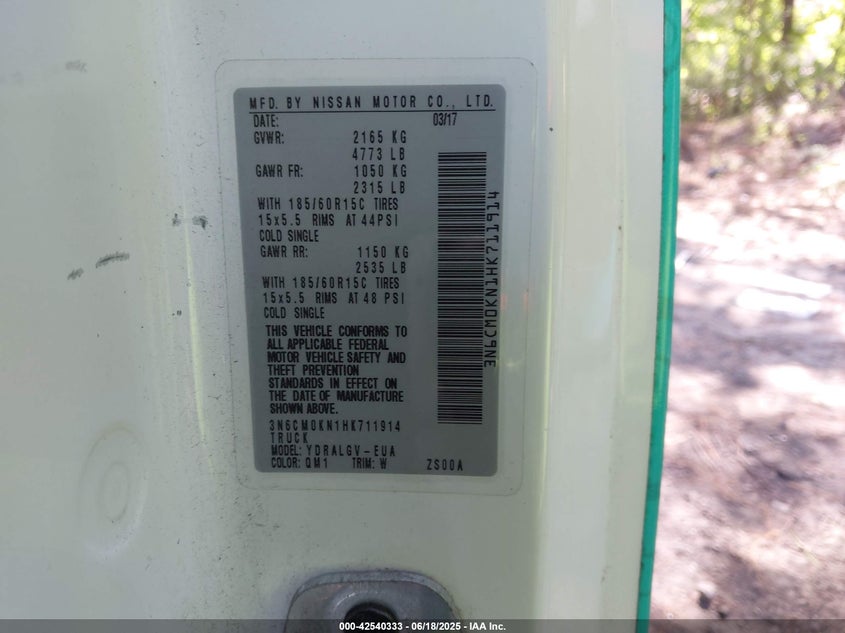 MFD. BY NISSAN MOTOR CO., LTD.
DATE: 03/17
GVWR: 2165 KG
4773 LB
GAWR FR: 1050 KG
2315 LB
WITH 185/60R15C TIRES
15x5.5 RIMS AT 44PSI
COLD SINGLE
GAWR RR: 1150 KG
2535 LB
WITH 185/60R15C TIRES
15x5.5 RIMS AT 48 PSI
COLD SINGLE
THIS VEHICLE CONFORMS TO
ALL APPLICABLE FEDERAL
MOTOR VEHICLE SAFETY AND
THEFT PREVENTION
STANDARDS IN EFFECT ON
THE DATE OF MANUFACTURE
SHOWN ABOVE.
3N6CM0KN1HK711914
TRUCK
MODEL: YDRALGV-EUA
COLOR: QM1 TRIM: W ZS00A
3N6CM0KN1HK711914
000-42540333 - 06/18/2025 - IAA Inc.